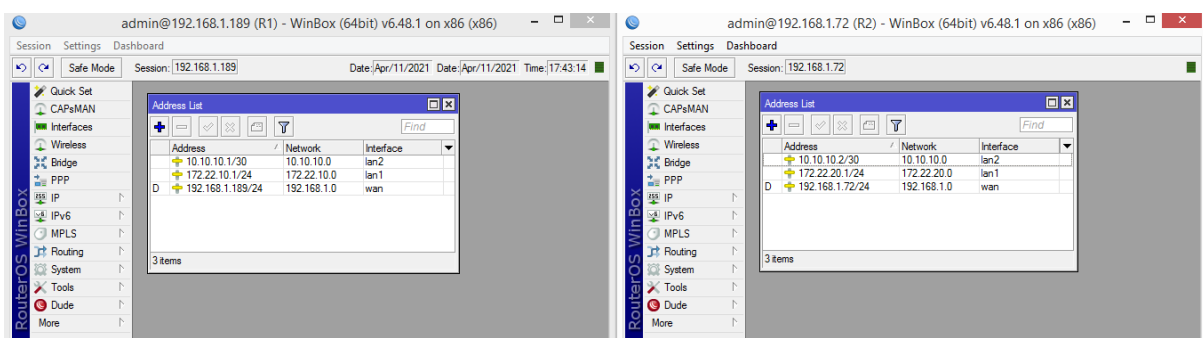 admin@192.168.1.189 (R1) - WinBox (64bit) v6.48.1 on x86 (x86)
Session Settings Dashboard
Safe Mode Session: 192.168.1.189 Date: Apr/11/2021 Date: Apr/11/2021 Time: 17:43:14
Quick Set
CAPsMAN
Interfaces
Wireless
Bridge
PPP
IP
IPv6
MPLS
Routing
System
Tools
Dude
More
RouterOS WinBox
Address List
Find
Address Network Interface
10.10.10.1/30 10.10.10.0 lan2
172.22.10.1/24 172.22.10.0 lan1
D 192.168.1.189/24 192.168.1.0 wan
3 items
admin@192.168.1.72 (R2) - WinBox (64bit) v6.48.1 on x86 (x86)
Session Settings Dashboard
Safe Mode Session: 192.168.1.72
Quick Set
CAPsMAN
Interfaces
Wireless
Bridge
PPP
IP
IPv6
MPLS
Routing
System
Tools
Dude
More
RouterOS WinBox
Address List
Find
Address Network Interface
10.10.10.2/30 10.10.10.0 lan2
172.22.20.1/24 172.22.20.0 lan1
D 192.168.1.72/24 192.168.1.0 wan
3 items